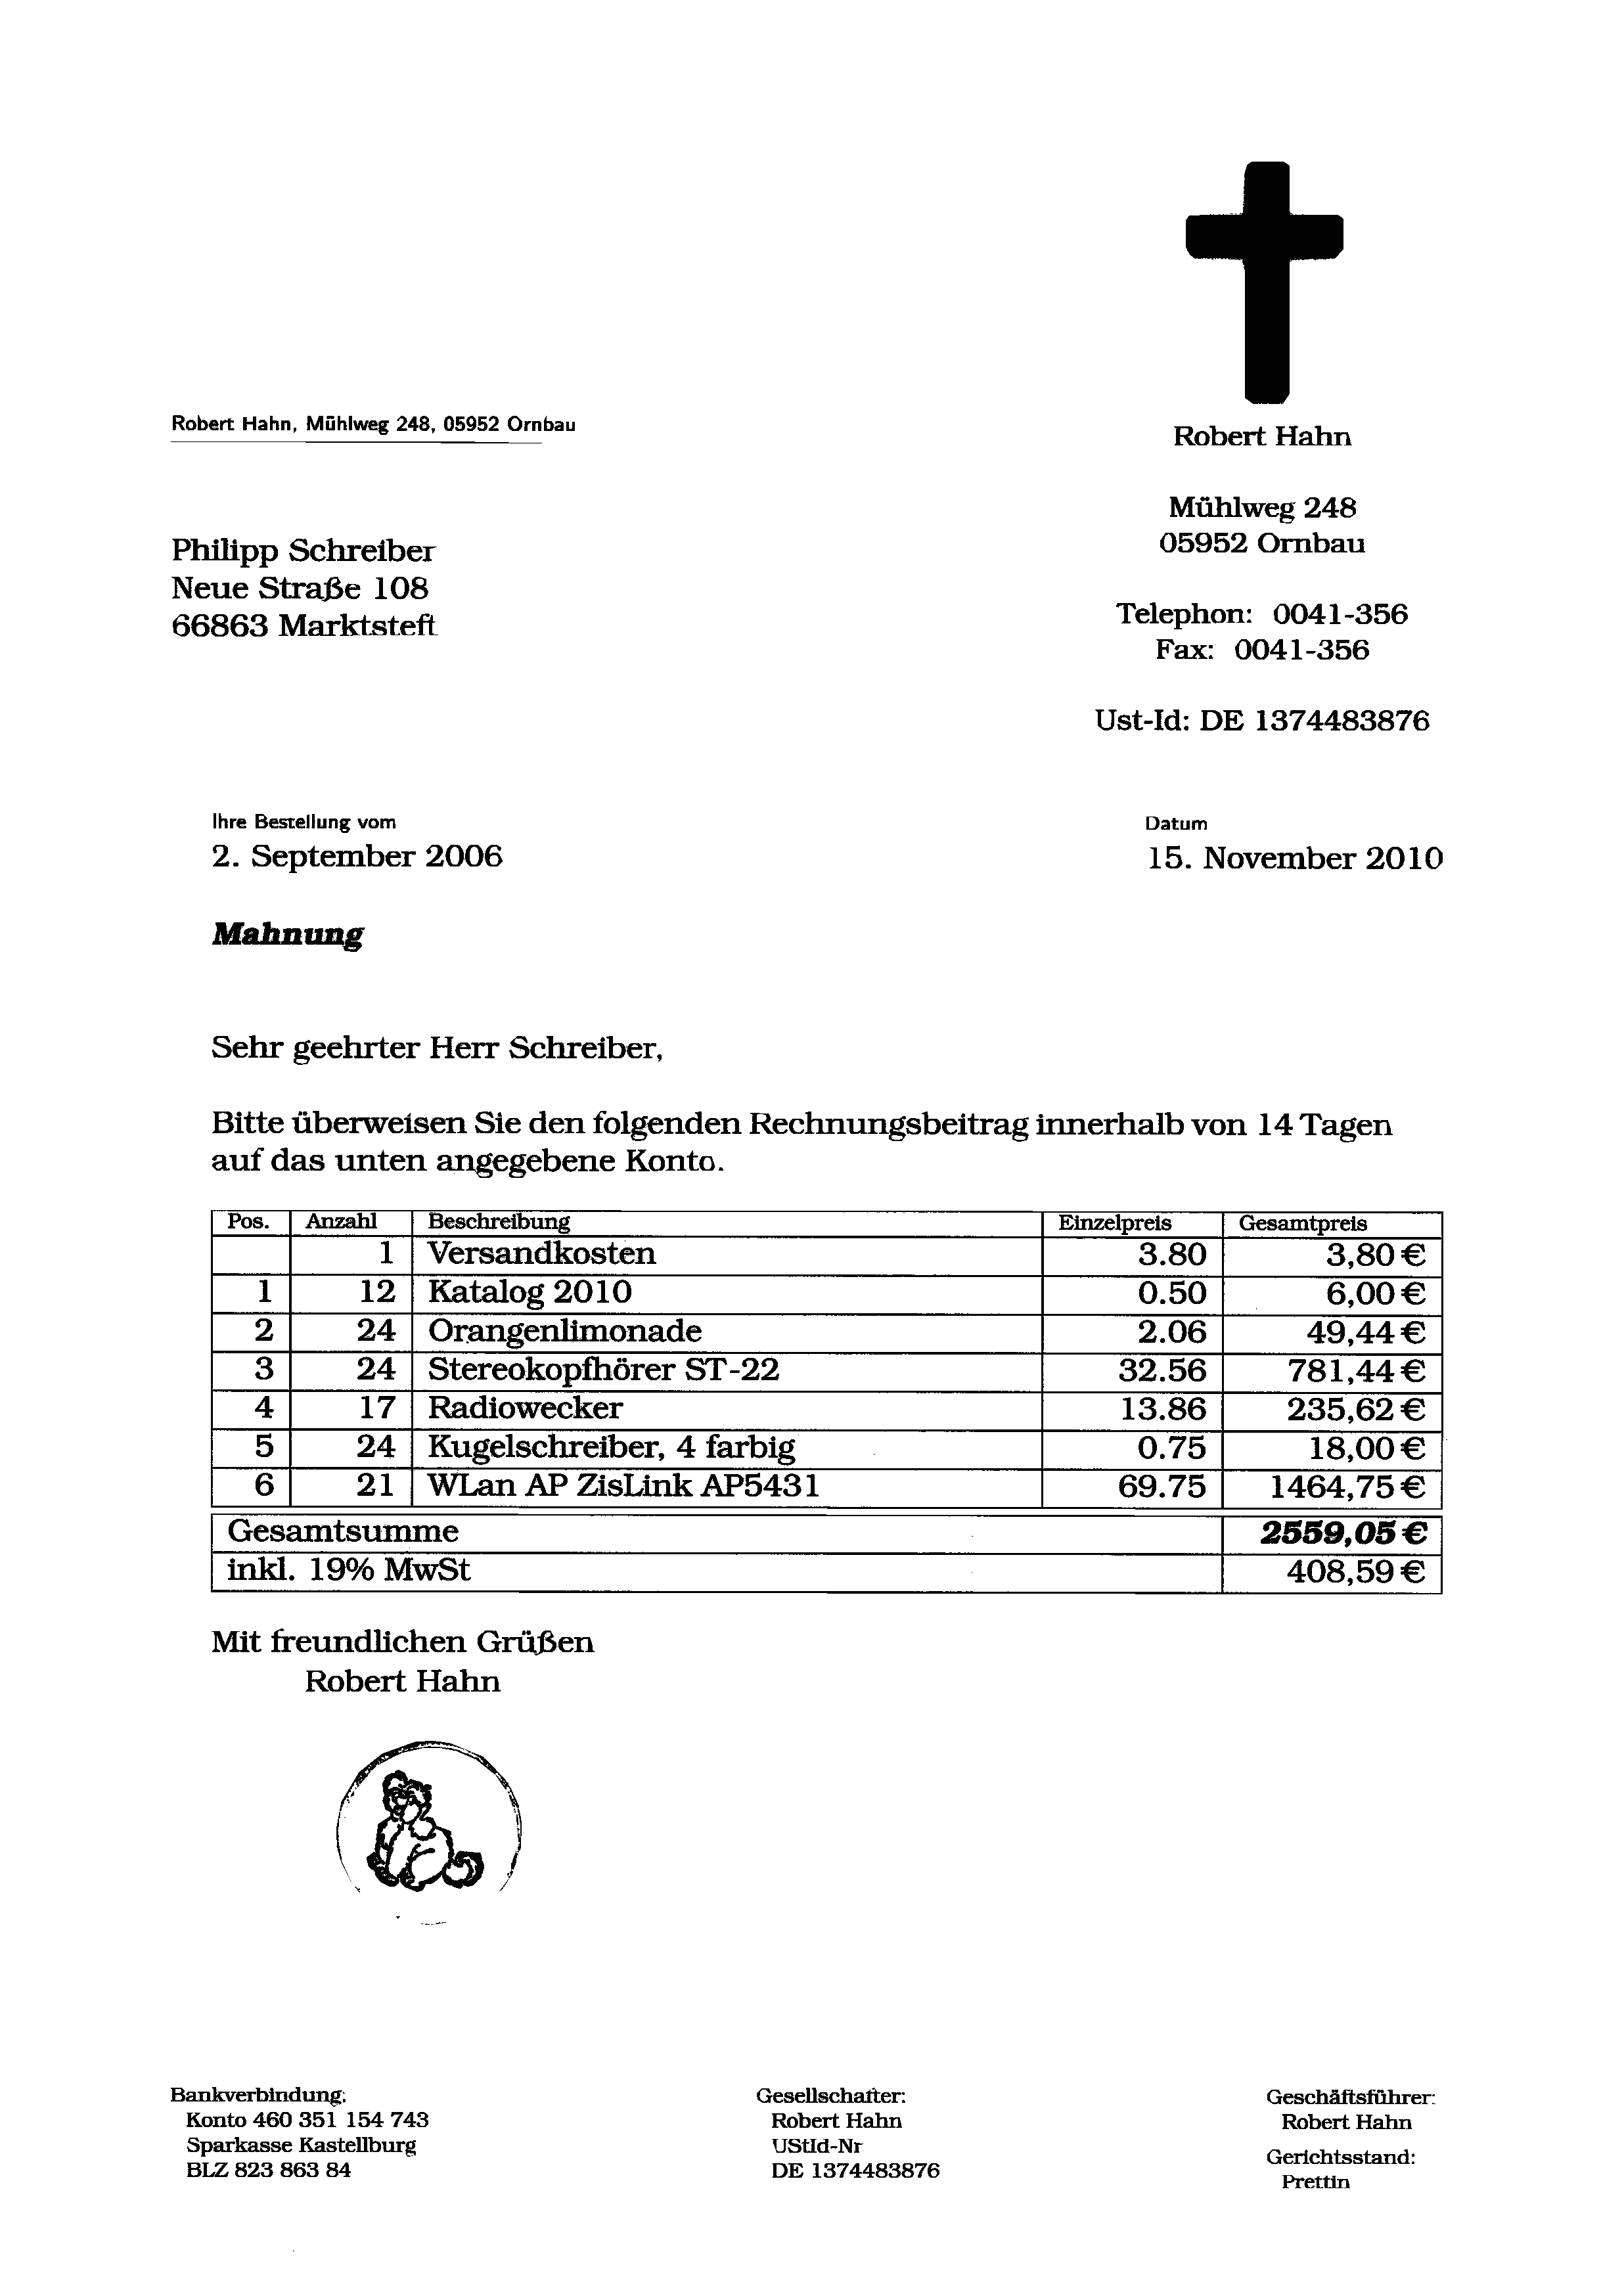 Robert Hahn, Mühlweg 248, 05952 Ornbau
Robert Hahn
Mühlweg 248
05952 Ornbau
Philipp Schreiber
Neue Straße 108
66863 Marktsteft
Telephon: 0041-356
Fax: 0041-356
Ust-Id: DE 1374483876
Ihre Bestellung vom Datum
2. September 2006 15. November 2010
Mahnung
Sehr geehrter Herr Schreiber,
Bitte überweisen Sie den folgenden Rechnungsbeitrag innerhalb von 14 Tagen
auf das unten angegebene Konto.
Pos. Anzahl Beschreibung Einzelpreis Gesamtpreis
1 Versandkosten 3.80 3,80 €
1 12 Katalog 2010 0.50 6,00 €
2 24 Orangenlimonade 2.06 49,44 €
3 24 Stereokopfhörer ST-22 32.56 781,44 €
4 17 Radiowecker 13.86 235,62 €
5 24 Kugelschreiber, 4 farbig 0.75 18,00 €
6 21 WLan AP ZisLink AP5431 69.75 1464,75 €
Gesamtsumme 2559,05 €
inkl. 19% MwSt 408,59 €
Mit freundlichen Grüßen
Robert Hahn
Bankverbindung:
Konto 460 351 154 743
Sparkasse Kastellburg
BLZ 823 863 84
Gesellschafter:
Robert Hahn
UStId-Nr
DE 1374483876
Geschäftsführer:
Robert Hahn
Gerichtsstand:
Prettin